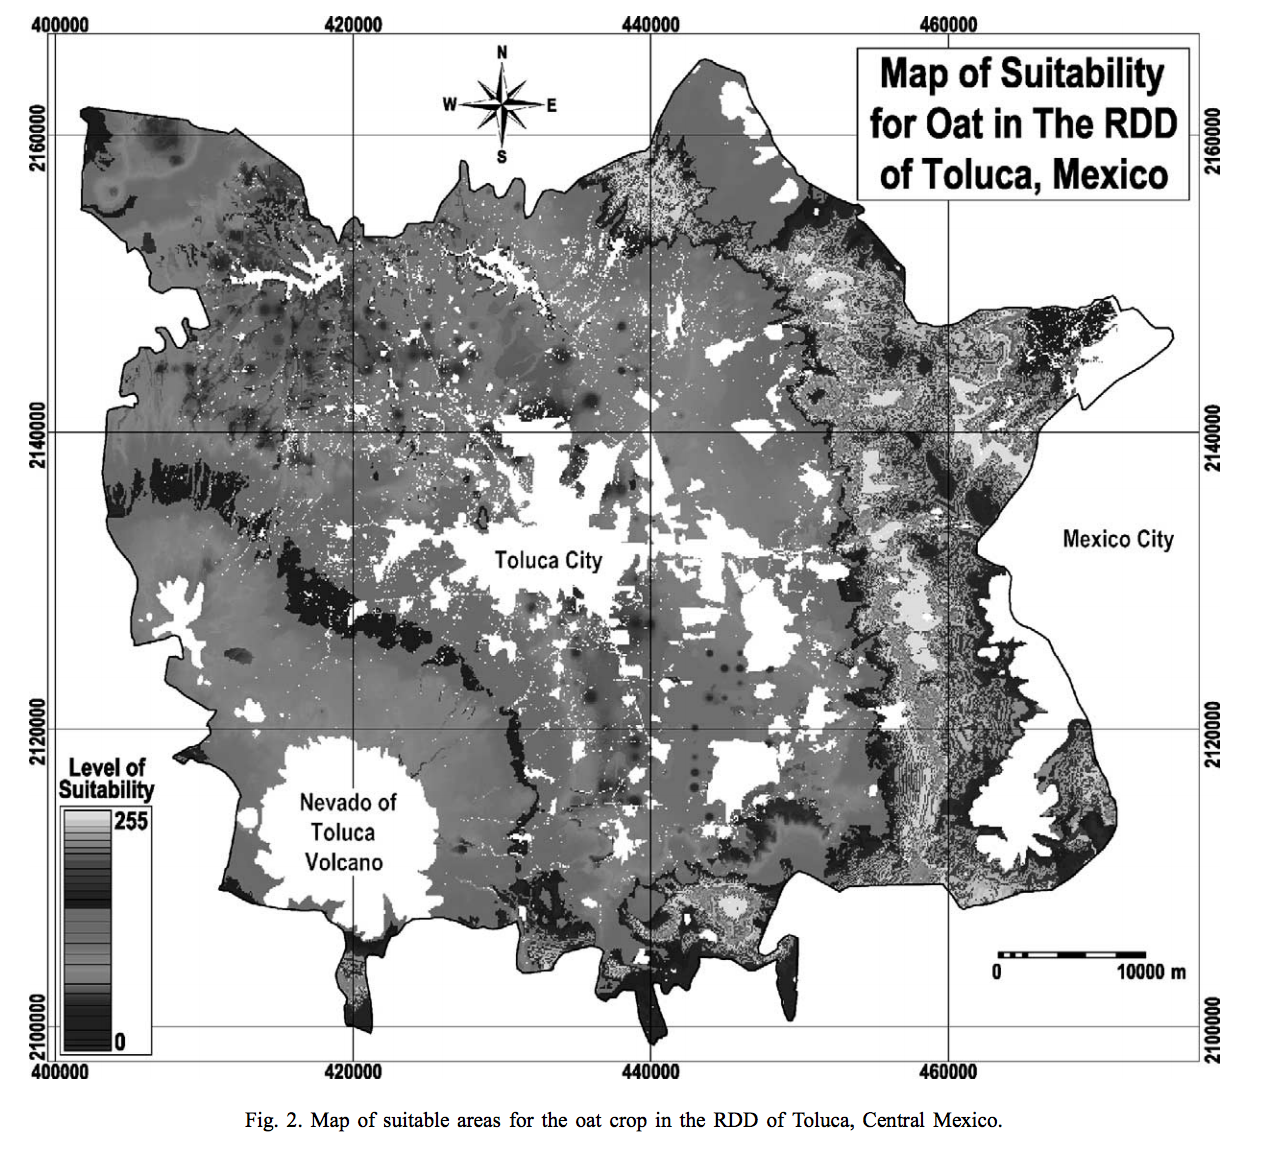 400000
420000
440000
460000
N
W
E
S
Map of Suitability
for Oat in The RDD
of Toluca, Mexico
2160000
2160000
2140000
2140000
Mexico City
Toluca City
2120000
2120000
Level of
Suitability
255
0
Nevado of
Toluca
Volcano
0
10000 m
2100000
2100000
400000
420000
440000
460000
Fig. 2. Map of suitable areas for the oat crop in the RDD of Toluca, Central Mexico.